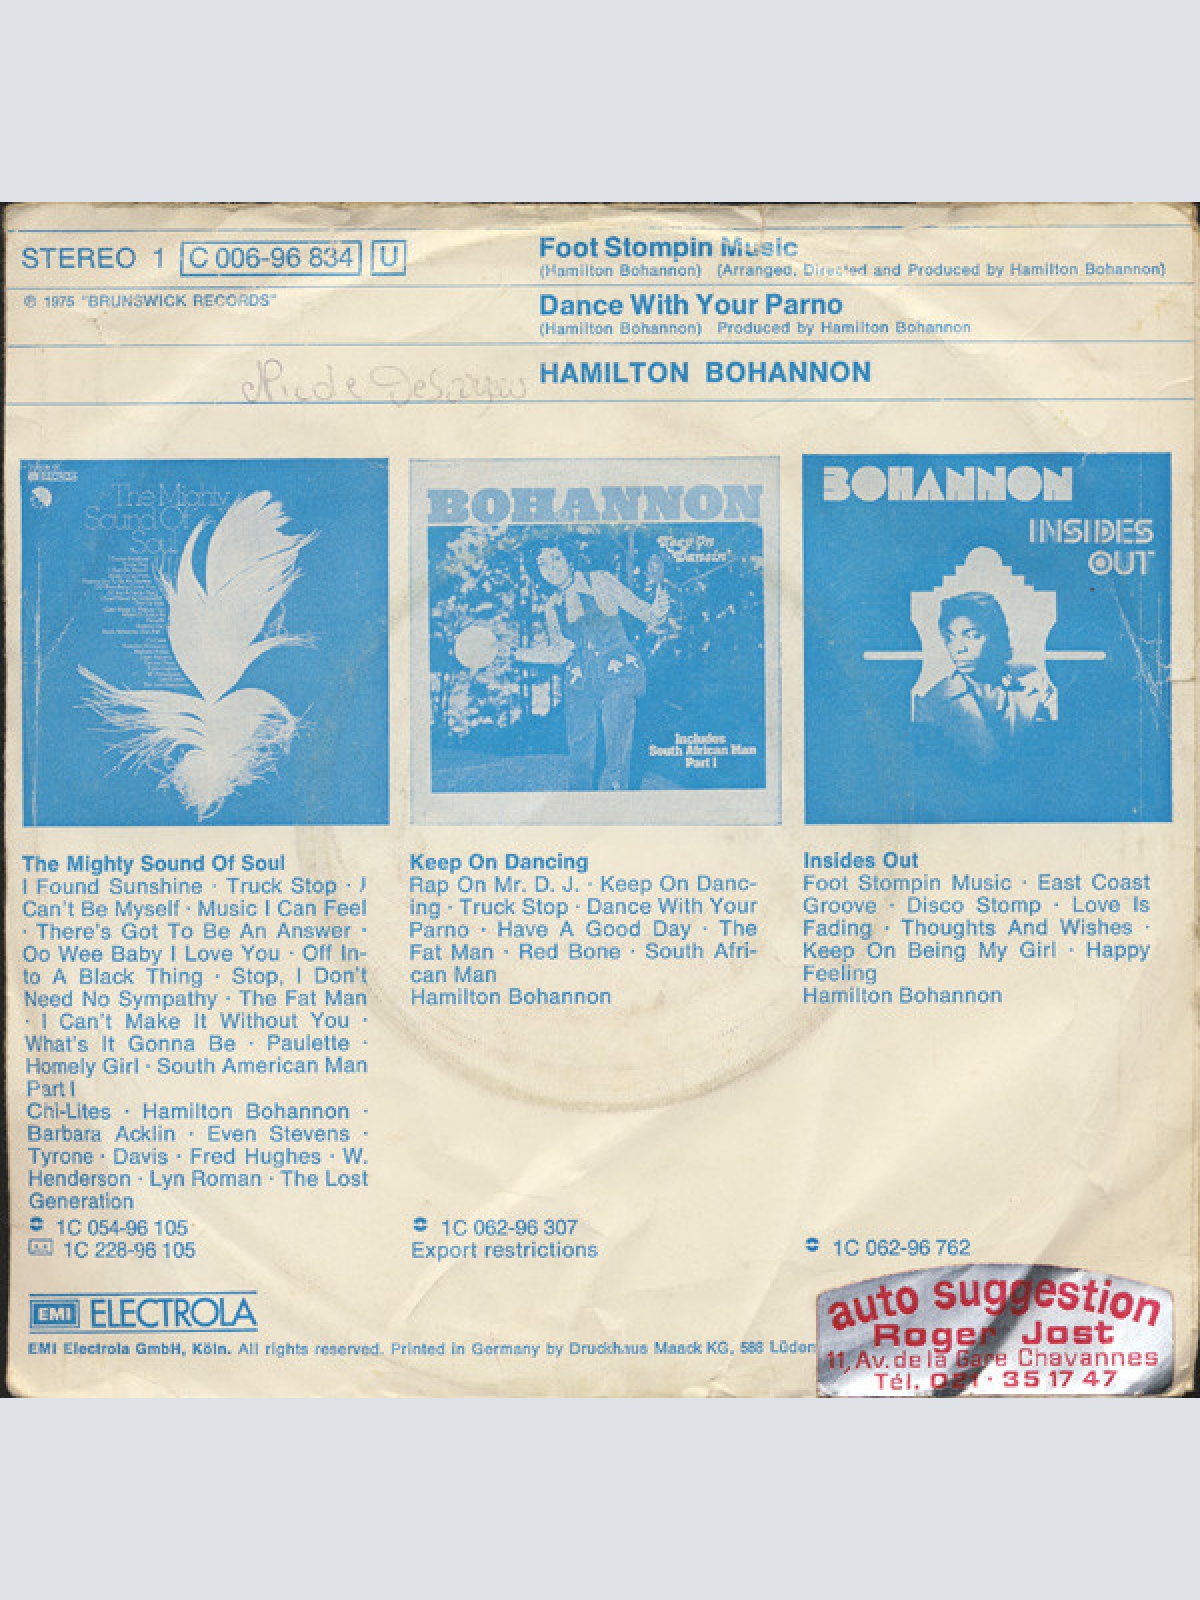 STEREO 1 C 006-96 834 U
℗ 1975 "BRUNSWICK RECORDS"
Foot Stompin Music
(Hamilton Bohannon) (Arranged, Directed and Produced by Hamilton Bohannon)
Dance With Your Parno
(Hamilton Bohannon) Produced by Hamilton Bohannon
HAMILTON BOHANNON
The Mighty
Sound Of
Soul
BOHANNON
Keep On
Dancin'
Includes
South African Man
Part I
BOHANNON
INSIDES
OUT
The Mighty Sound Of Soul
I Found Sunshine · Truck Stop · I
Can't Be Myself · Music I Can Feel
· There's Got To Be An Answer ·
Oo Wee Baby I Love You · Off In-
to A Black Thing · Stop, I Don't
Need No Sympathy · The Fat Man
· I Can't Make It Without You ·
What's It Gonna Be · Paulette ·
Homely Girl · South American Man
Part I
Chi-Lites · Hamilton Bohannon ·
Barbara Acklin · Even Stevens ·
Tyrone · Davis · Fred Hughes · W.
Henderson · Lyn Roman · The Lost
Generation
1C 054-96 105
1C 228-96 105
Keep On Dancing
Rap On Mr. D. J. · Keep On Danc-
ing · Truck Stop · Dance With Your
Parno · Have A Good Day · The
Fat Man · Red Bone · South Afri-
can Man
Hamilton Bohannon
1C 062-96 307
Export restrictions
Insides Out
Foot Stompin Music · East Coast
Groove · Disco Stomp · Love Is
Fading · Thoughts And Wishes ·
Keep On Being My Girl · Happy
Feeling
Hamilton Bohannon
1C 062-96 762
EMI ELECTROLA
EMI Electrola GmbH, Köln. All rights reserved. Printed in Germany by Druckhaus Maack KG, 588 Lüden
auto suggestion
Roger Jost
11, Av. de la Gare Chavannes
Tél. 021 · 35 17 47